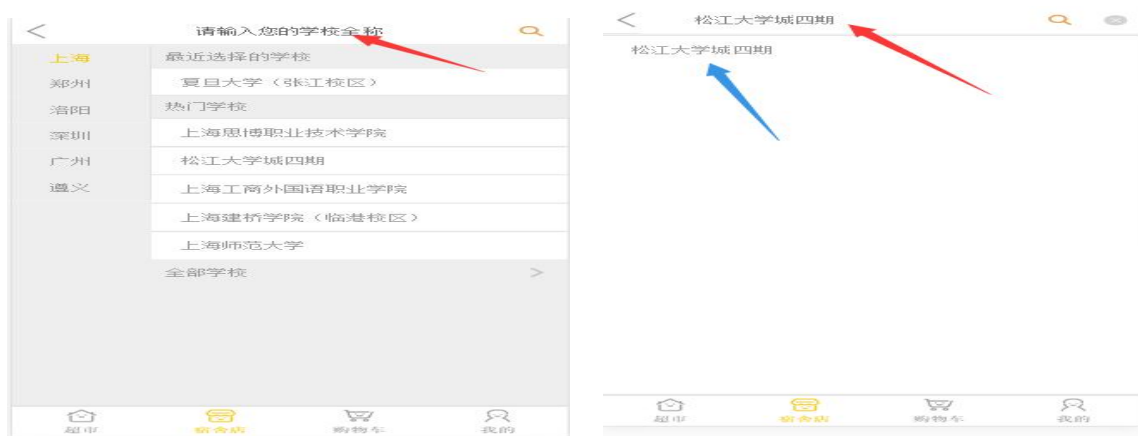 请输入您的学校全称
上海
郑州
洛阳
深圳
广州
遵义
最近选择的学校
复旦大学（张江校区）
热门学校
上海思博职业技术学院
松江大学城四期
上海工商外国语职业学院
上海建桥学院（临港校区）
上海师范大学
全部学校
超市 宿舍店 购物车 我的
松江大学城四期
松江大学城四期
超市 宿舍店 购物车 我的